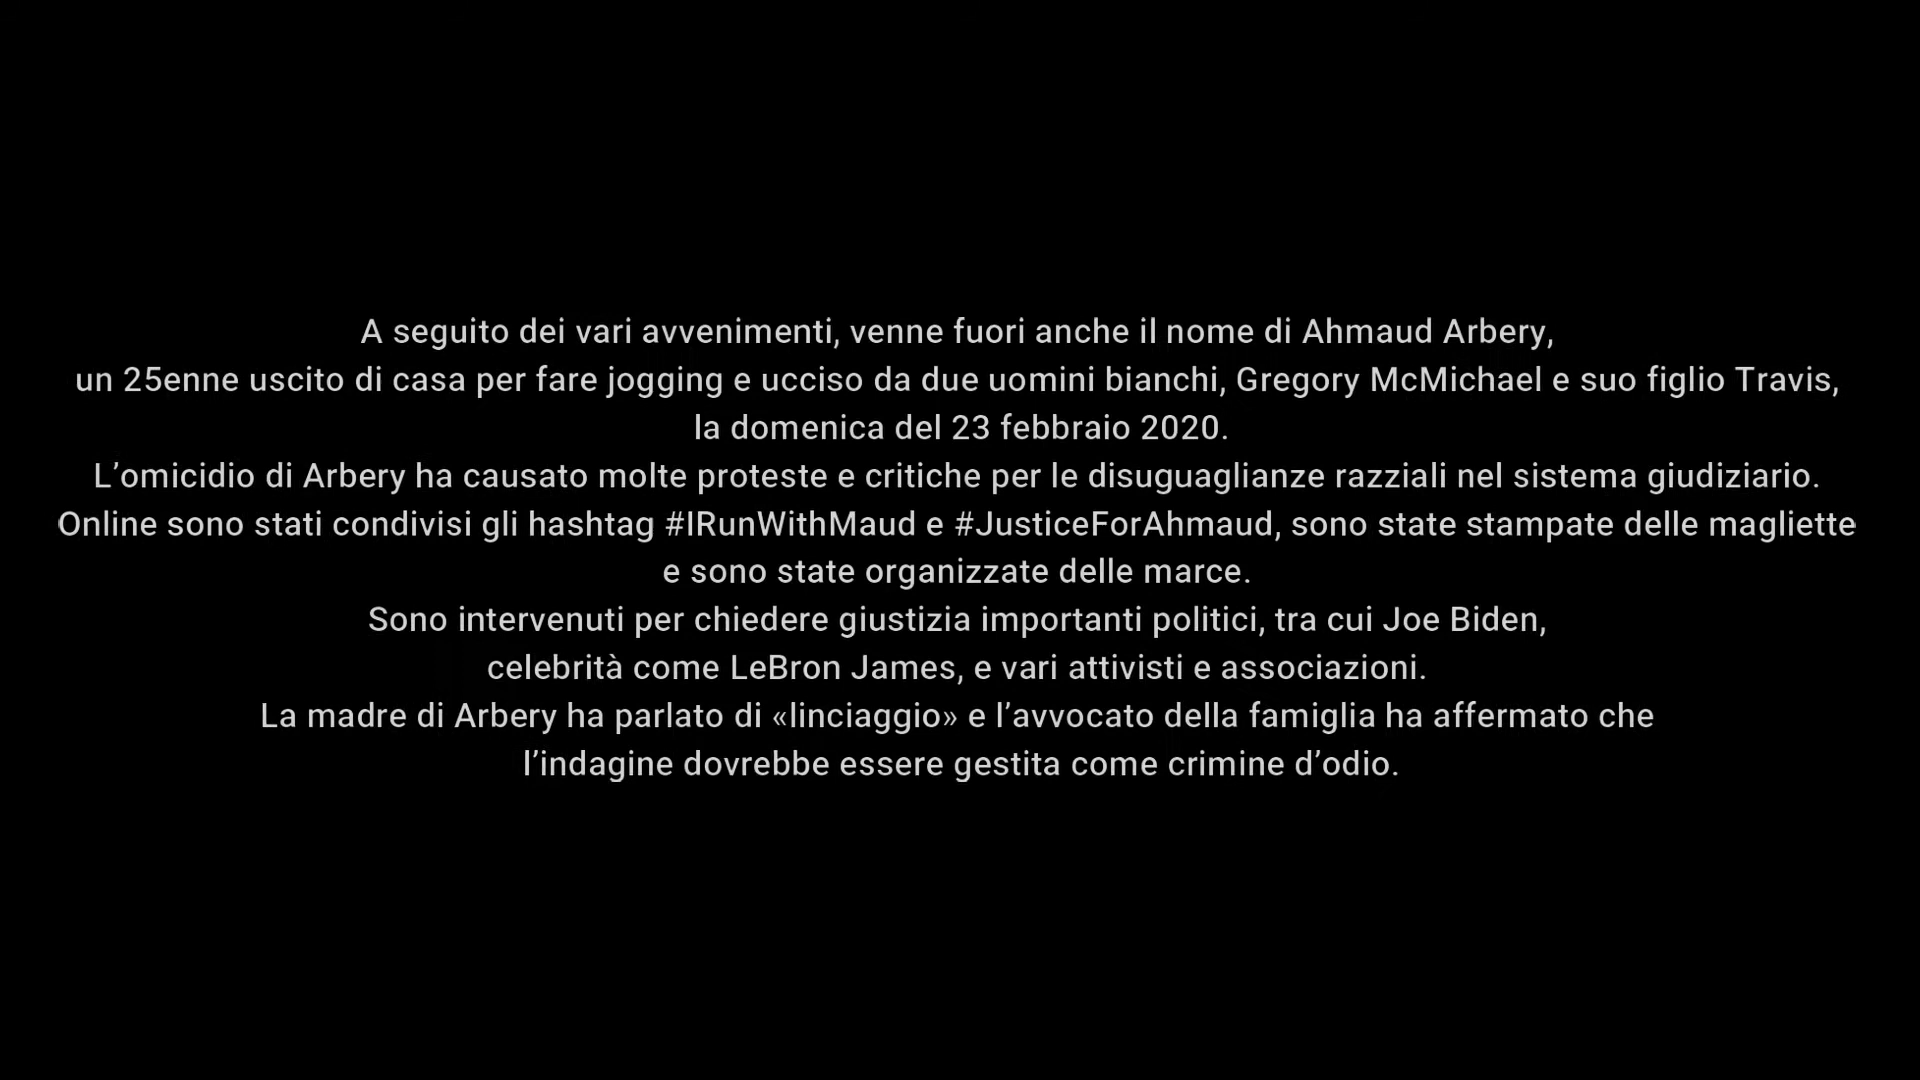 A seguito dei vari avvenimenti, venne fuori anche il nome di Ahmaud Arbery,
un 25enne uscito di casa per fare jogging e ucciso da due uomini bianchi, Gregory McMichael e suo figlio Travis,
la domenica del 23 febbraio 2020.
L’omicidio di Arbery ha causato molte proteste e critiche per le disuguaglianze razziali nel sistema giudiziario.
Online sono stati condivisi gli hashtag #IRunWithMaud e #JusticeForAhmaud, sono state stampate delle magliette
e sono state organizzate delle marce.
Sono intervenuti per chiedere giustizia importanti politici, tra cui Joe Biden,
celebrità come LeBron James, e vari attivisti e associazioni.
La madre di Arbery ha parlato di «linciaggio» e l’avvocato della famiglia ha affermato che
l’indagine dovrebbe essere gestita come crimine d’odio.